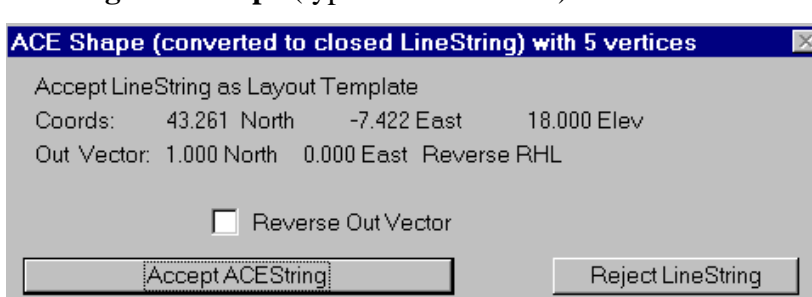 ACE Shape (converted to closed LineString) with 5 vertices
Accept LineString as Layout Template
Coords: 43.261 North -7.422 East 18.000 Elev
Out Vector: 1.000 North 0.000 East Reverse RHL
Reverse Out Vector
Accept ACEString Reject LineString